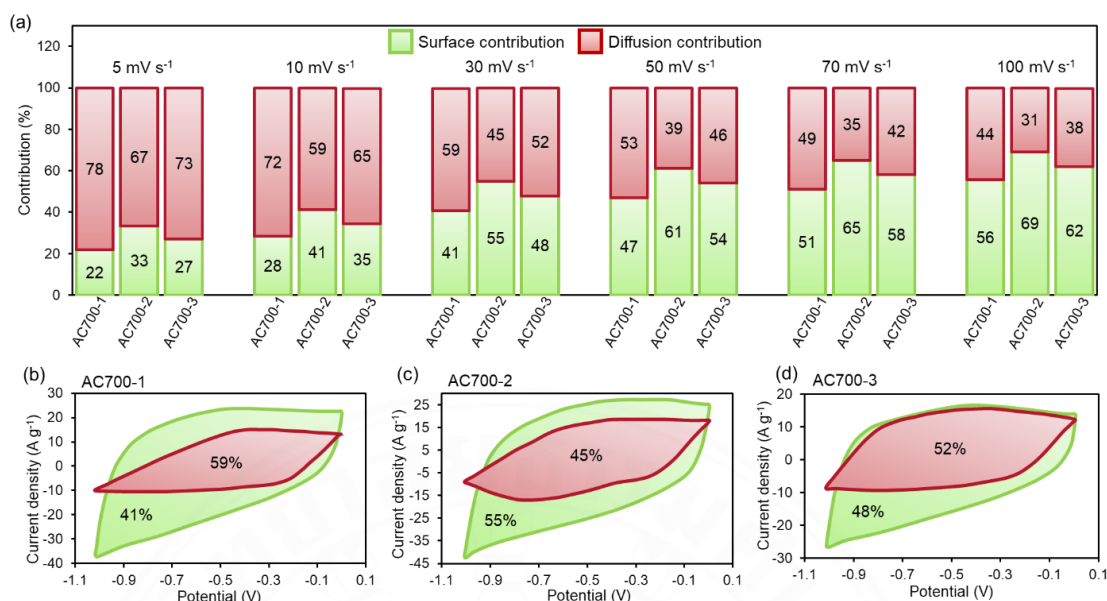 (a)
120
100
80
60
40
20
0
Contribution (%)
Surface contribution Diffusion contribution
5 mV s⁻¹ 10 mV s⁻¹ 30 mV s⁻¹ 50 mV s⁻¹ 70 mV s⁻¹ 100 mV s⁻¹
78 67 73 72 59 65 59 45 52 53 39 46 49 35 42 44 31 38
22 33 27 28 41 35 41 55 48 47 61 54 51 65 58 56 69 62
AC700-1 AC700-2 AC700-3 AC700-1 AC700-2 AC700-3 AC700-1 AC700-2 AC700-3 AC700-1 AC700-2 AC700-3 AC700-1 AC700-2 AC700-3 AC700-1 AC700-2 AC700-3
(b)
AC700-1
Current density (A g⁻¹)
30
20
10
0
-10
-20
-30
-40
59%
41%
-1.1 -0.9 -0.7 -0.5 -0.3 -0.1 0.1
Potential (V)
(c)
AC700-2
Current density (A g⁻¹)
25
15
5
-5
-15
-25
-35
-45
45%
55%
-1.1 -0.9 -0.7 -0.5 -0.3 -0.1 0.1
Potential (V)
(d)
AC700-3
Current density (A g⁻¹)
20
10
0
-10
-20
-30
52%
48%
-1.1 -0.9 -0.7 -0.5 -0.3 -0.1 0.1
Potential (V)